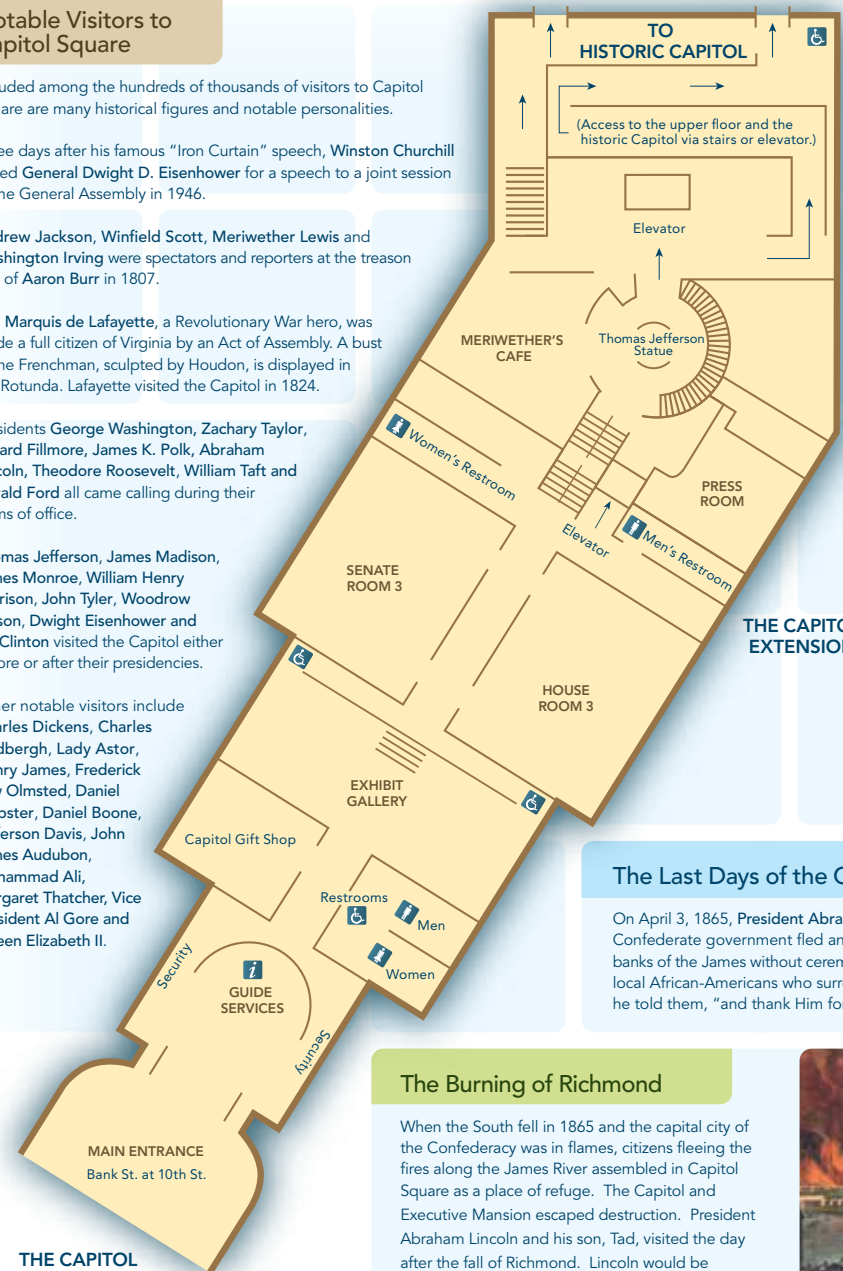 otable Visitors to
apitol Square
uded among the hundreds of thousands of visitors to Capitol
are are many historical figures and notable personalities.
ee days after his famous “Iron Curtain” speech, Winston Churchill
ed General Dwight D. Eisenhower for a speech to a joint session
he General Assembly in 1946.
drew Jackson, Winfield Scott, Meriwether Lewis and
shington Irving were spectators and reporters at the treason
of Aaron Burr in 1807.
Marquis de Lafayette, a Revolutionary War hero, was
de a full citizen of Virginia by an Act of Assembly. A bust
he Frenchman, sculpted by Houdon, is displayed in
Rotunda. Lafayette visited the Capitol in 1824.
sidents George Washington, Zachary Taylor,
ard Fillmore, James K. Polk, Abraham
coln, Theodore Roosevelt, William Taft and
ald Ford all came calling during their
ms of office.
omas Jefferson, James Madison,
nes Monroe, William Henry
rrison, John Tyler, Woodrow
son, Dwight Eisenhower and
Clinton visited the Capitol either
ore or after their presidencies.
er notable visitors include
arles Dickens, Charles
dbergh, Lady Astor,
nry James, Frederick
w Olmsted, Daniel
bster, Daniel Boone,
ferson Davis, John
nes Audubon,
hammad Ali,
rgaret Thatcher, Vice
sident Al Gore and
een Elizabeth II.
TO
HISTORIC CAPITOL
(Access to the upper floor and the
historic Capitol via stairs or elevator.)
Elevator
MERIWETHER’S
CAFE
Thomas Jefferson
Statue
Women’s Restroom
PRESS
ROOM
Elevator
Men’s Restroom
SENATE
ROOM 3
THE CAPITO
EXTENSION
HOUSE
ROOM 3
EXHIBIT
GALLERY
Capitol Gift Shop
Restrooms
Men
Women
Security
i
GUIDE
SERVICES
Security
MAIN ENTRANCE
Bank St. at 10th St.
THE CAPITOL
The Last Days of the C
On April 3, 1865, President Abra
Confederate government fled an
banks of the James without cerem
local African-Americans who surre
he told them, “and thank Him for
The Burning of Richmond
When the South fell in 1865 and the capital city of
the Confederacy was in flames, citizens fleeing the
fires along the James River assembled in Capitol
Square as a place of refuge. The Capitol and
Executive Mansion escaped destruction. President
Abraham Lincoln and his son, Tad, visited the day
after the fall of Richmond. Lincoln would be